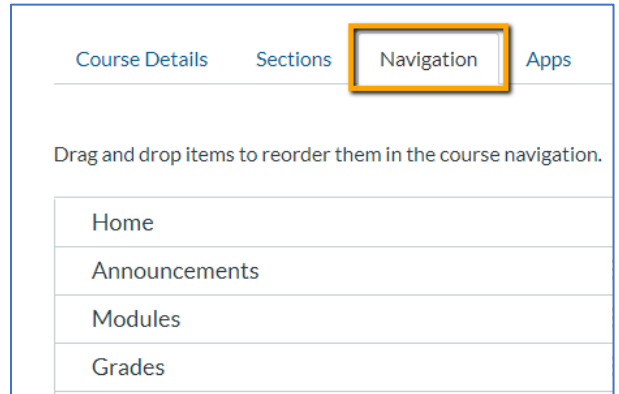 Course Details Sections Navigation Apps
Drag and drop items to reorder them in the course navigation.
Home
Announcements
Modules
Grades